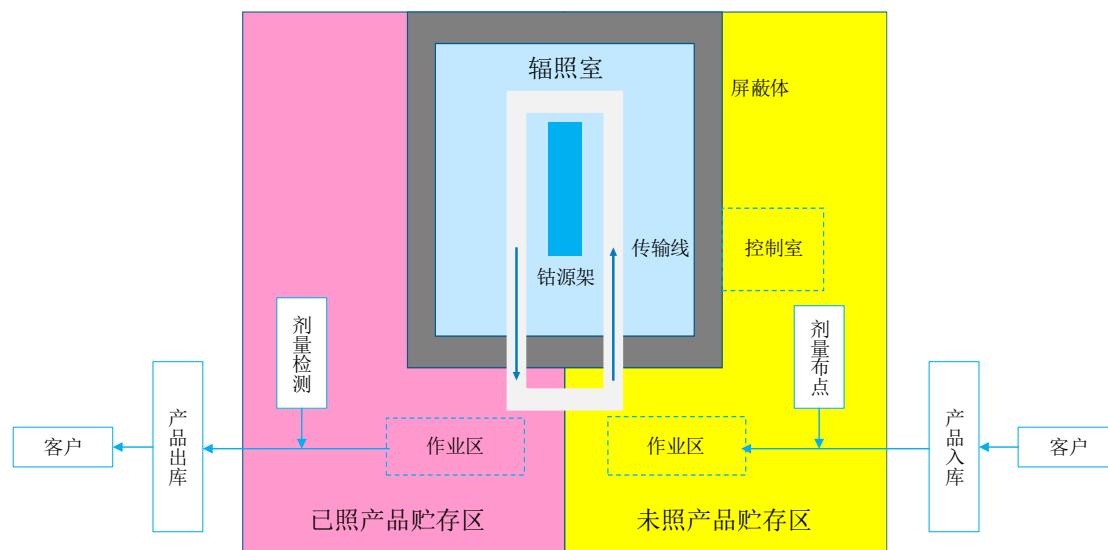 辐照室
屏蔽体
传输线
控制室
钴源架
剂量检测
剂量布点
产品出库
产品入库
客户
作业区
作业区
客户
已照产品贮存区
未照产品贮存区